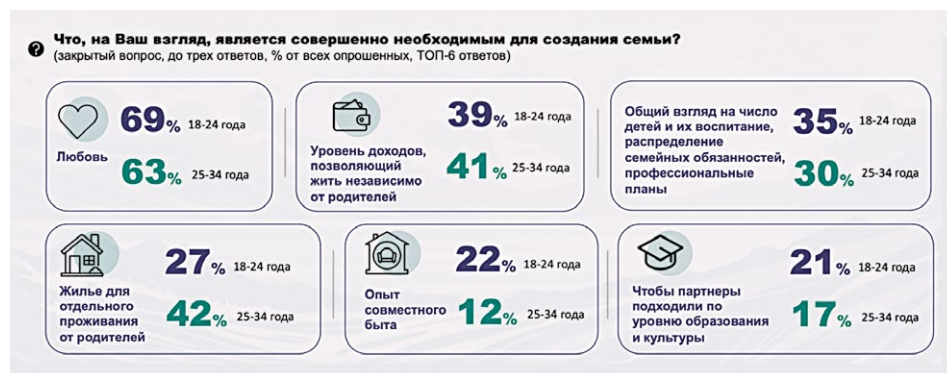 ?
Что, на Ваш взгляд, является совершенно необходимым для создания семьи?
(закрытый вопрос, до трех ответов, % от всех опрошенных, ТОП-6 ответов)
Любовь
69% 18-24 года
63% 25-34 года
Уровень доходов,
позволяющий
жить независимо
от родителей
39% 18-24 года
41% 25-34 года
Общий взгляд на число
детей и их воспитание,
распределение
семейных обязанностей,
профессиональные
планы
35% 18-24 года
30% 25-34 года
Жилье для
отдельного
проживания
от родителей
27% 18-24 года
42% 25-34 года
Опыт
совместного
быта
22% 18-24 года
12% 25-34 года
Чтобы партнеры
подходили по
уровню образования
и культуры
21% 18-24 года
17% 25-34 года